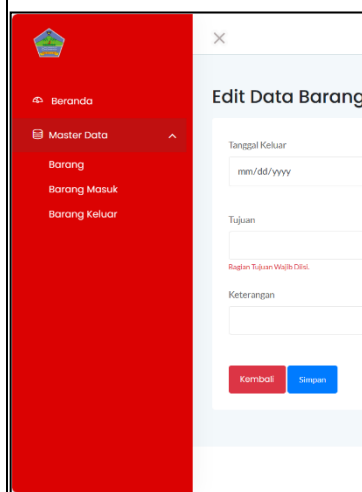 Beranda
Master Data
Barang
Barang Masuk
Barang Keluar
Edit Data Barang
Tanggal Keluar
mm/dd/yyyy
Tujuan
Bagian Tujuan Wajib Diisi.
Keterangan
Kembali
Simpan